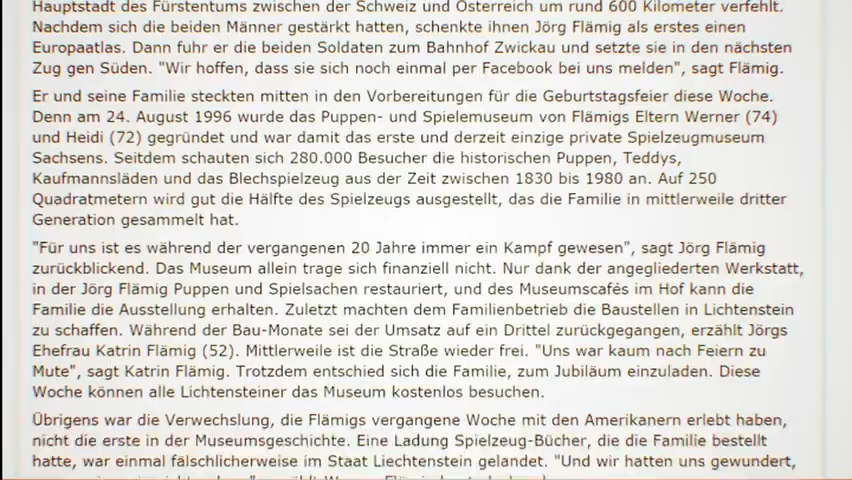 Hauptstadt des Fürstentums zwischen der Schweiz und Österreich um rund 600 Kilometer verfehlt.
Nachdem sich die beiden Männer gestärkt hatten, schenkte ihnen Jörg Flämig als erstes einen
Europaatlas. Dann fuhr er die beiden Soldaten zum Bahnhof Zwickau und setzte sie in den nächsten
Zug gen Süden. "Wir hoffen, dass sie sich noch einmal per Facebook bei uns melden", sagt Flämig.
Er und seine Familie steckten mitten in den Vorbereitungen für die Geburtstagsfeier diese Woche.
Denn am 24. August 1996 wurde das Puppen- und Spielemuseum von Flämigs Eltern Werner (74)
und Heidi (72) gegründet und war damit das erste und derzeit einzige private Spielzeugmuseum
Sachsens. Seitdem schauten sich 280.000 Besucher die historischen Puppen, Teddys,
Kaufmannsläden und das Blechspielzeug aus der Zeit zwischen 1830 bis 1980 an. Auf 250
Quadratmetern wird gut die Hälfte des Spielzeugs ausgestellt, das die Familie in mittlerweile dritter
Generation gesammelt hat.
"Für uns ist es während der vergangenen 20 Jahre immer ein Kampf gewesen", sagt Jörg Flämig
zurückblickend. Das Museum allein trage sich finanziell nicht. Nur dank der angegliederten Werkstatt,
in der Jörg Flämig Puppen und Spielsachen restauriert, und des Museumscafés im Hof kann die
Familie die Ausstellung erhalten. Zuletzt machten dem Familienbetrieb die Baustellen in Lichtenstein
zu schaffen. Während der Bau-Monate sei der Umsatz auf ein Drittel zurückgegangen, erzählt Jörgs
Ehefrau Katrin Flämig (52). Mittlerweile ist die Straße wieder frei. "Uns war kaum nach Feiern zu
Mute", sagt Katrin Flämig. Trotzdem entschied sich die Familie, zum Jubiläum einzuladen. Diese
Woche können alle Lichtensteiner das Museum kostenlos besuchen.
Übrigens war die Verwechslung, die Flämigs vergangene Woche mit den Amerikanern erlebt haben,
nicht die erste in der Museumsgeschichte. Eine Ladung Spielzeug-Bücher, die die Familie bestellt
hatte, war einmal fälschlicherweise im Staat Liechtenstein gelandet. "Und wir hatten uns gewundert,